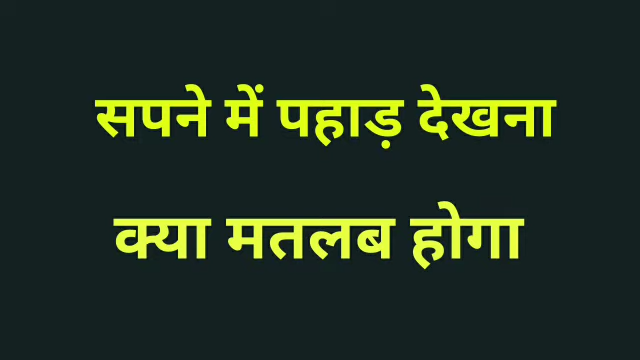 सपने में पहाड़ देखना
क्या मतलब होगा